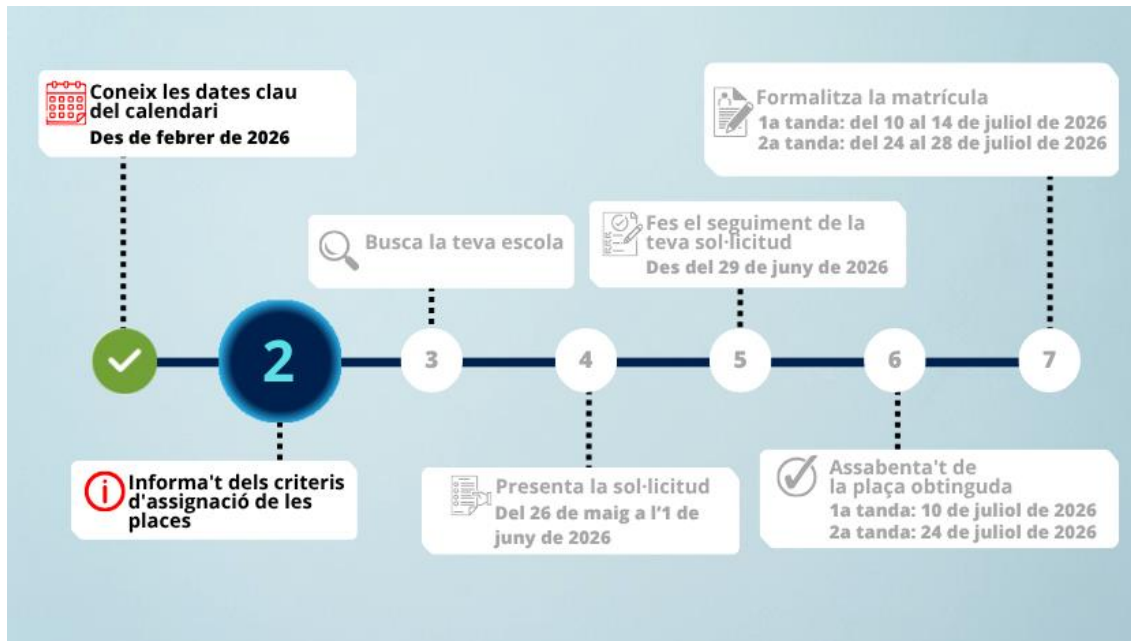 Coneix les dates clau
del calendari
Des de febrer de 2026
2
Informa't dels criteris
d'assignació de les
places
Busca la teva escola
3
4
Presenta la sol·licitud
Del 26 de maig a l'1 de
juny de 2026
Fes el seguiment de la
teva sol·licitud
Des del 29 de juny de 2026
5
6
Assabenta't de
la plaça obtinguda
1a tanda: 10 de juliol de 2026
2a tanda: 24 de juliol de 2026
Formalitza la matrícula
1a tanda: del 10 al 14 de juliol de 2026
2a tanda: del 24 al 28 de juliol de 2026
7